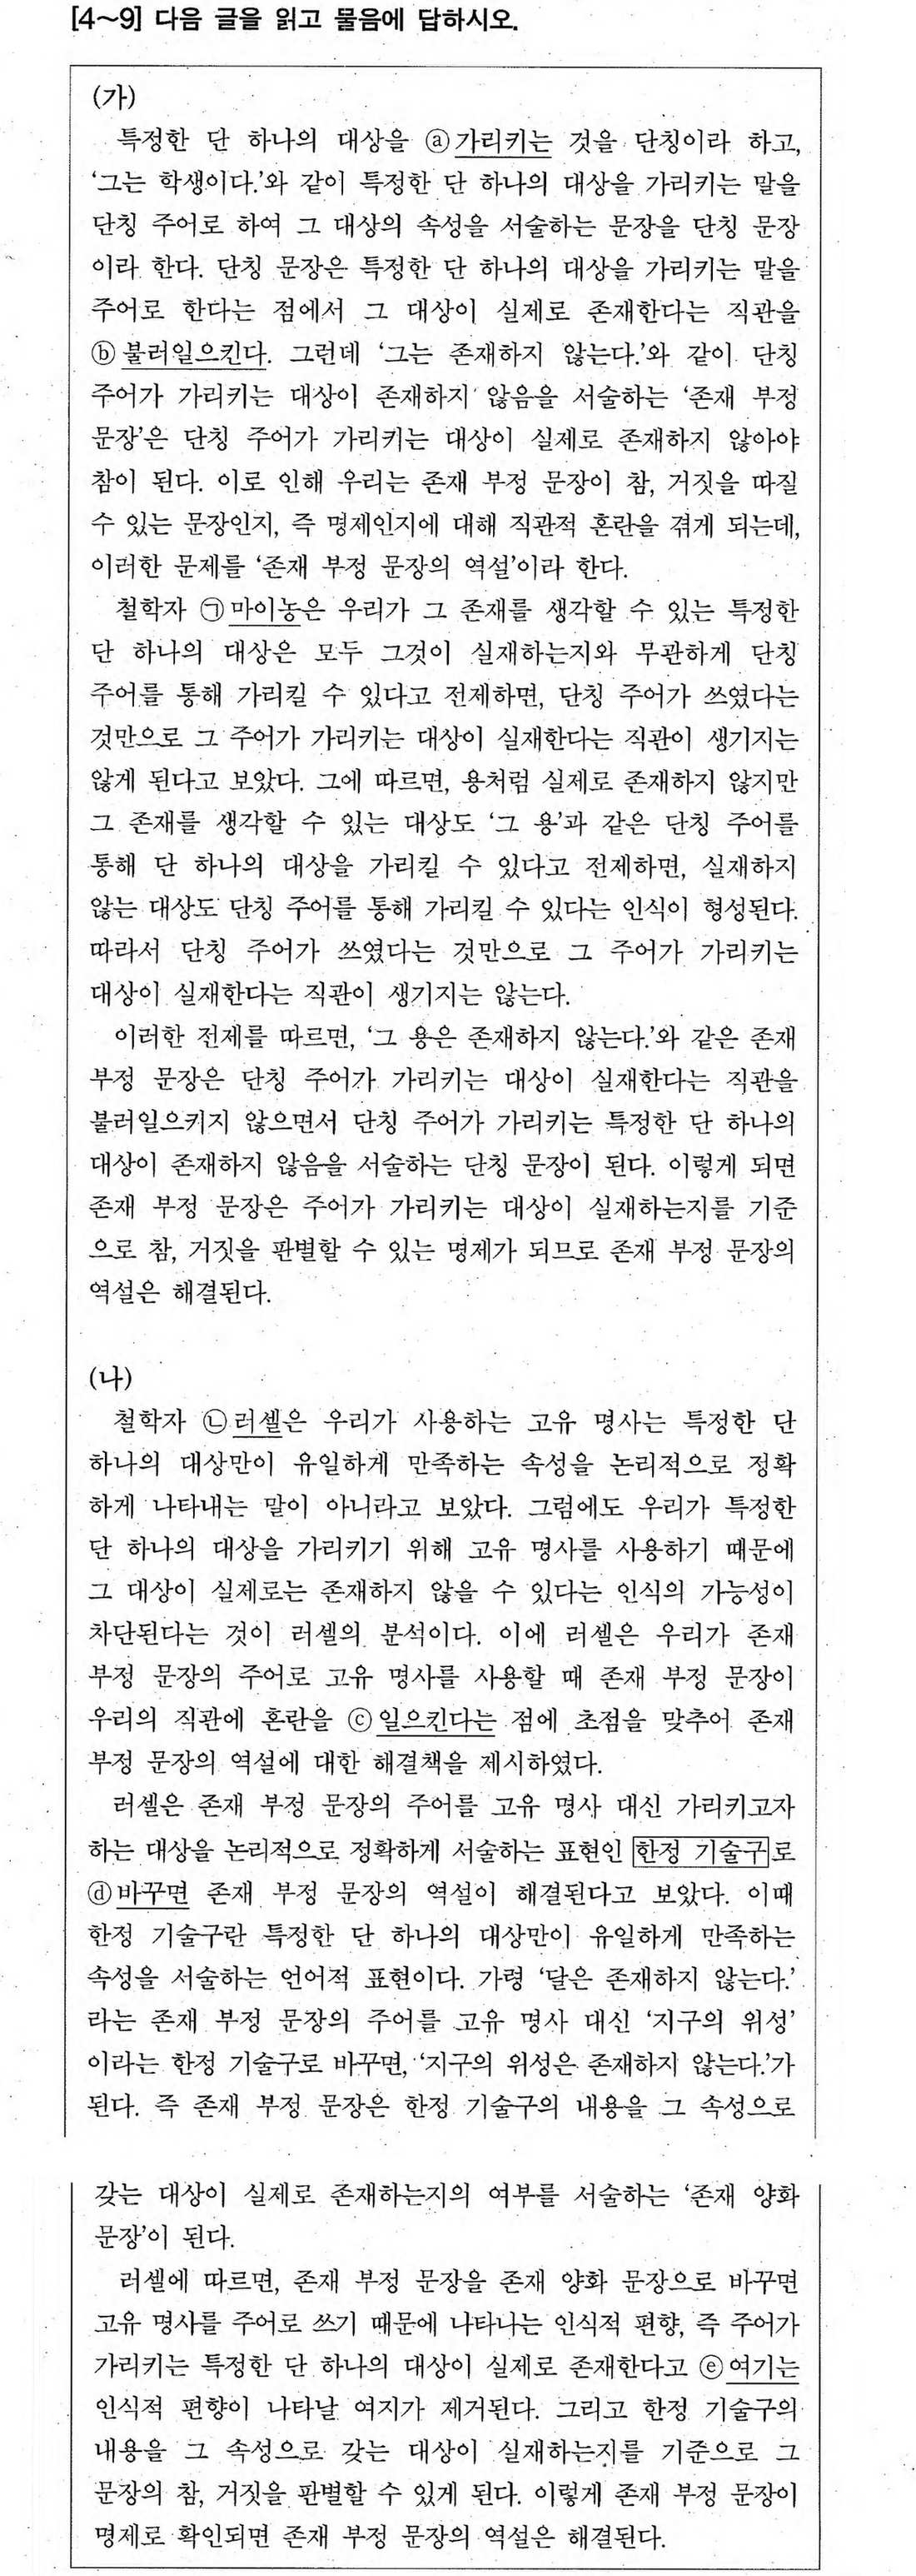 [4～9] 다음 글을 읽고 물음에 답하시오.
(가)
특정한 단 하나의 대상을 ⓐ가리키는 것을 단칭이라 하고,
‘그는 학생이다.’와 같이 특정한 단 하나의 대상을 가리키는 말을
단칭 주어로 하여 그 대상의 속성을 서술하는 문장을 단칭 문장
이라 한다. 단칭 문장은 특정한 단 하나의 대상을 가리키는 말을
주어로 한다는 점에서 그 대상이 실제로 존재한다는 직관을
ⓑ불러일으킨다. 그런데 ‘그는 존재하지 않는다.’와 같이 단칭
주어가 가리키는 대상이 존재하지 않음을 서술하는 ‘존재 부정
문장’은 단칭 주어가 가리키는 대상이 실제로 존재하지 않아야
참이 된다. 이로 인해 우리는 존재 부정 문장이 참, 거짓을 따질
수 있는 문장인지, 즉 명제인지에 대해 직관적 혼란을 겪게 되는데,
이러한 문제를 ‘존재 부정 문장의 역설’이라 한다.
철학자 ㉠마이농은 우리가 그 존재를 생각할 수 있는 특정한
단 하나의 대상은 모두 그것이 실재하는지와 무관하게 단칭
주어를 통해 가리킬 수 있다고 전제하면, 단칭 주어가 쓰였다는
것만으로 그 주어가 가리키는 대상이 실재한다는 직관이 생기지는
않게 된다고 보았다. 그에 따르면, 용처럼 실제로 존재하지 않지만
그 존재를 생각할 수 있는 대상도 ‘그 용’과 같은 단칭 주어를
통해 단 하나의 대상을 가리킬 수 있다고 전제하면, 실재하지
않는 대상도 단칭 주어를 통해 가리킬 수 있다는 인식이 형성된다.
따라서 단칭 주어가 쓰였다는 것만으로 그 주어가 가리키는
대상이 실재한다는 직관이 생기지는 않는다.
이러한 전제를 따르면, ‘그 용은 존재하지 않는다.’와 같은 존재
부정 문장은 단칭 주어가 가리키는 대상이 실재한다는 직관을
불러일으키지 않으면서 단칭 주어가 가리키는 특정한 단 하나의
대상이 존재하지 않음을 서술하는 단칭 문장이 된다. 이렇게 되면
존재 부정 문장은 주어가 가리키는 대상이 실재하는지를 기준
으로 참, 거짓을 판별할 수 있는 명제가 되므로 존재 부정 문장의
역설은 해결된다.
(나)
철학자 ㉡러셀은 우리가 사용하는 고유 명사는 특정한 단
하나의 대상만이 유일하게 만족하는 속성을 논리적으로 정확
하게 나타내는 말이 아니라고 보았다. 그럼에도 우리가 특정한
단 하나의 대상을 가리키기 위해 고유 명사를 사용하기 때문에
그 대상이 실제로는 존재하지 않을 수 있다는 인식의 가능성이
차단된다는 것이 러셀의 분석이다. 이에 러셀은 우리가 존재
부정 문장의 주어로 고유 명사를 사용할 때 존재 부정 문장이
우리의 직관에 혼란을 ⓒ일으킨다는 점에 초점을 맞추어 존재
부정 문장의 역설에 대한 해결책을 제시하였다.
러셀은 존재 부정 문장의 주어를 고유 명사 대신 가리키고자
하는 대상을 논리적으로 정확하게 서술하는 표현인 한정 기술구로
ⓓ바꾸면 존재 부정 문장의 역설이 해결된다고 보았다. 이때
한정 기술구란 특정한 단 하나의 대상만이 유일하게 만족하는
속성을 서술하는 언어적 표현이다. 가령 ‘달은 존재하지 않는다.’
라는 존재 부정 문장의 주어를 고유 명사 대신 ‘지구의 위성’
이라는 한정 기술구로 바꾸면, ‘지구의 위성은 존재하지 않는다.’가
된다. 즉 존재 부정 문장은 한정 기술구의 내용을 그 속성으로
갖는 대상이 실제로 존재하는지의 여부를 서술하는 ‘존재 양화
문장’이 된다.
러셀에 따르면, 존재 부정 문장을 존재 양화 문장으로 바꾸면
고유 명사를 주어로 쓰기 때문에 나타나는 인식적 편향, 즉 주어가
가리키는 특정한 단 하나의 대상이 실제로 존재한다고 ⓔ여기는
인식적 편향이 나타날 여지가 제거된다. 그리고 한정 기술구의
내용을 그 속성으로 갖는 대상이 실재하는지를 기준으로 그
문장의 참, 거짓을 판별할 수 있게 된다. 이렇게 존재 부정 문장이
명제로 확인되면 존재 부정 문장의 역설은 해결된다.